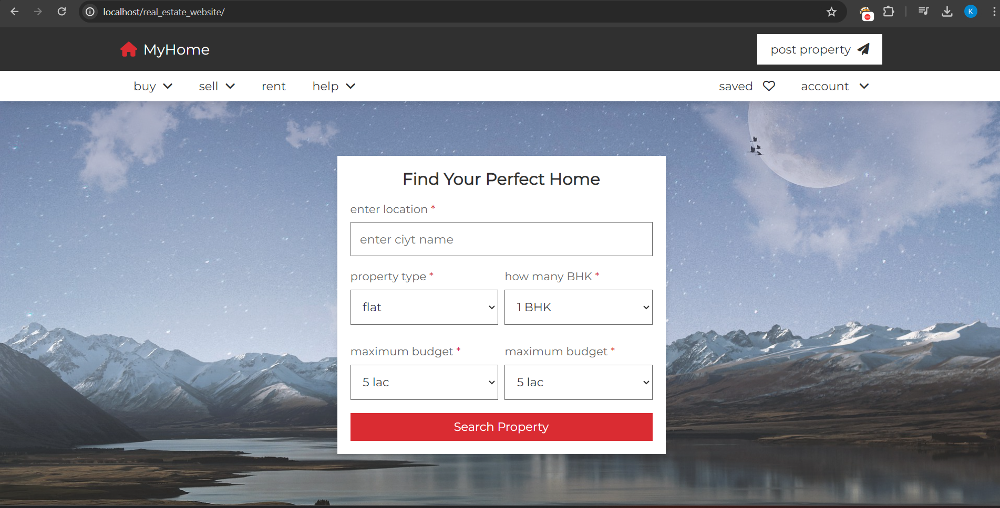 localhost/real_estate_website/
K
MyHome
post property
buy sell rent help saved account
Find Your Perfect Home
enter location *
enter ciyt name
property type * how many BHK *
flat 1 BHK
maximum budget * maximum budget *
5 lac 5 lac
Search Property